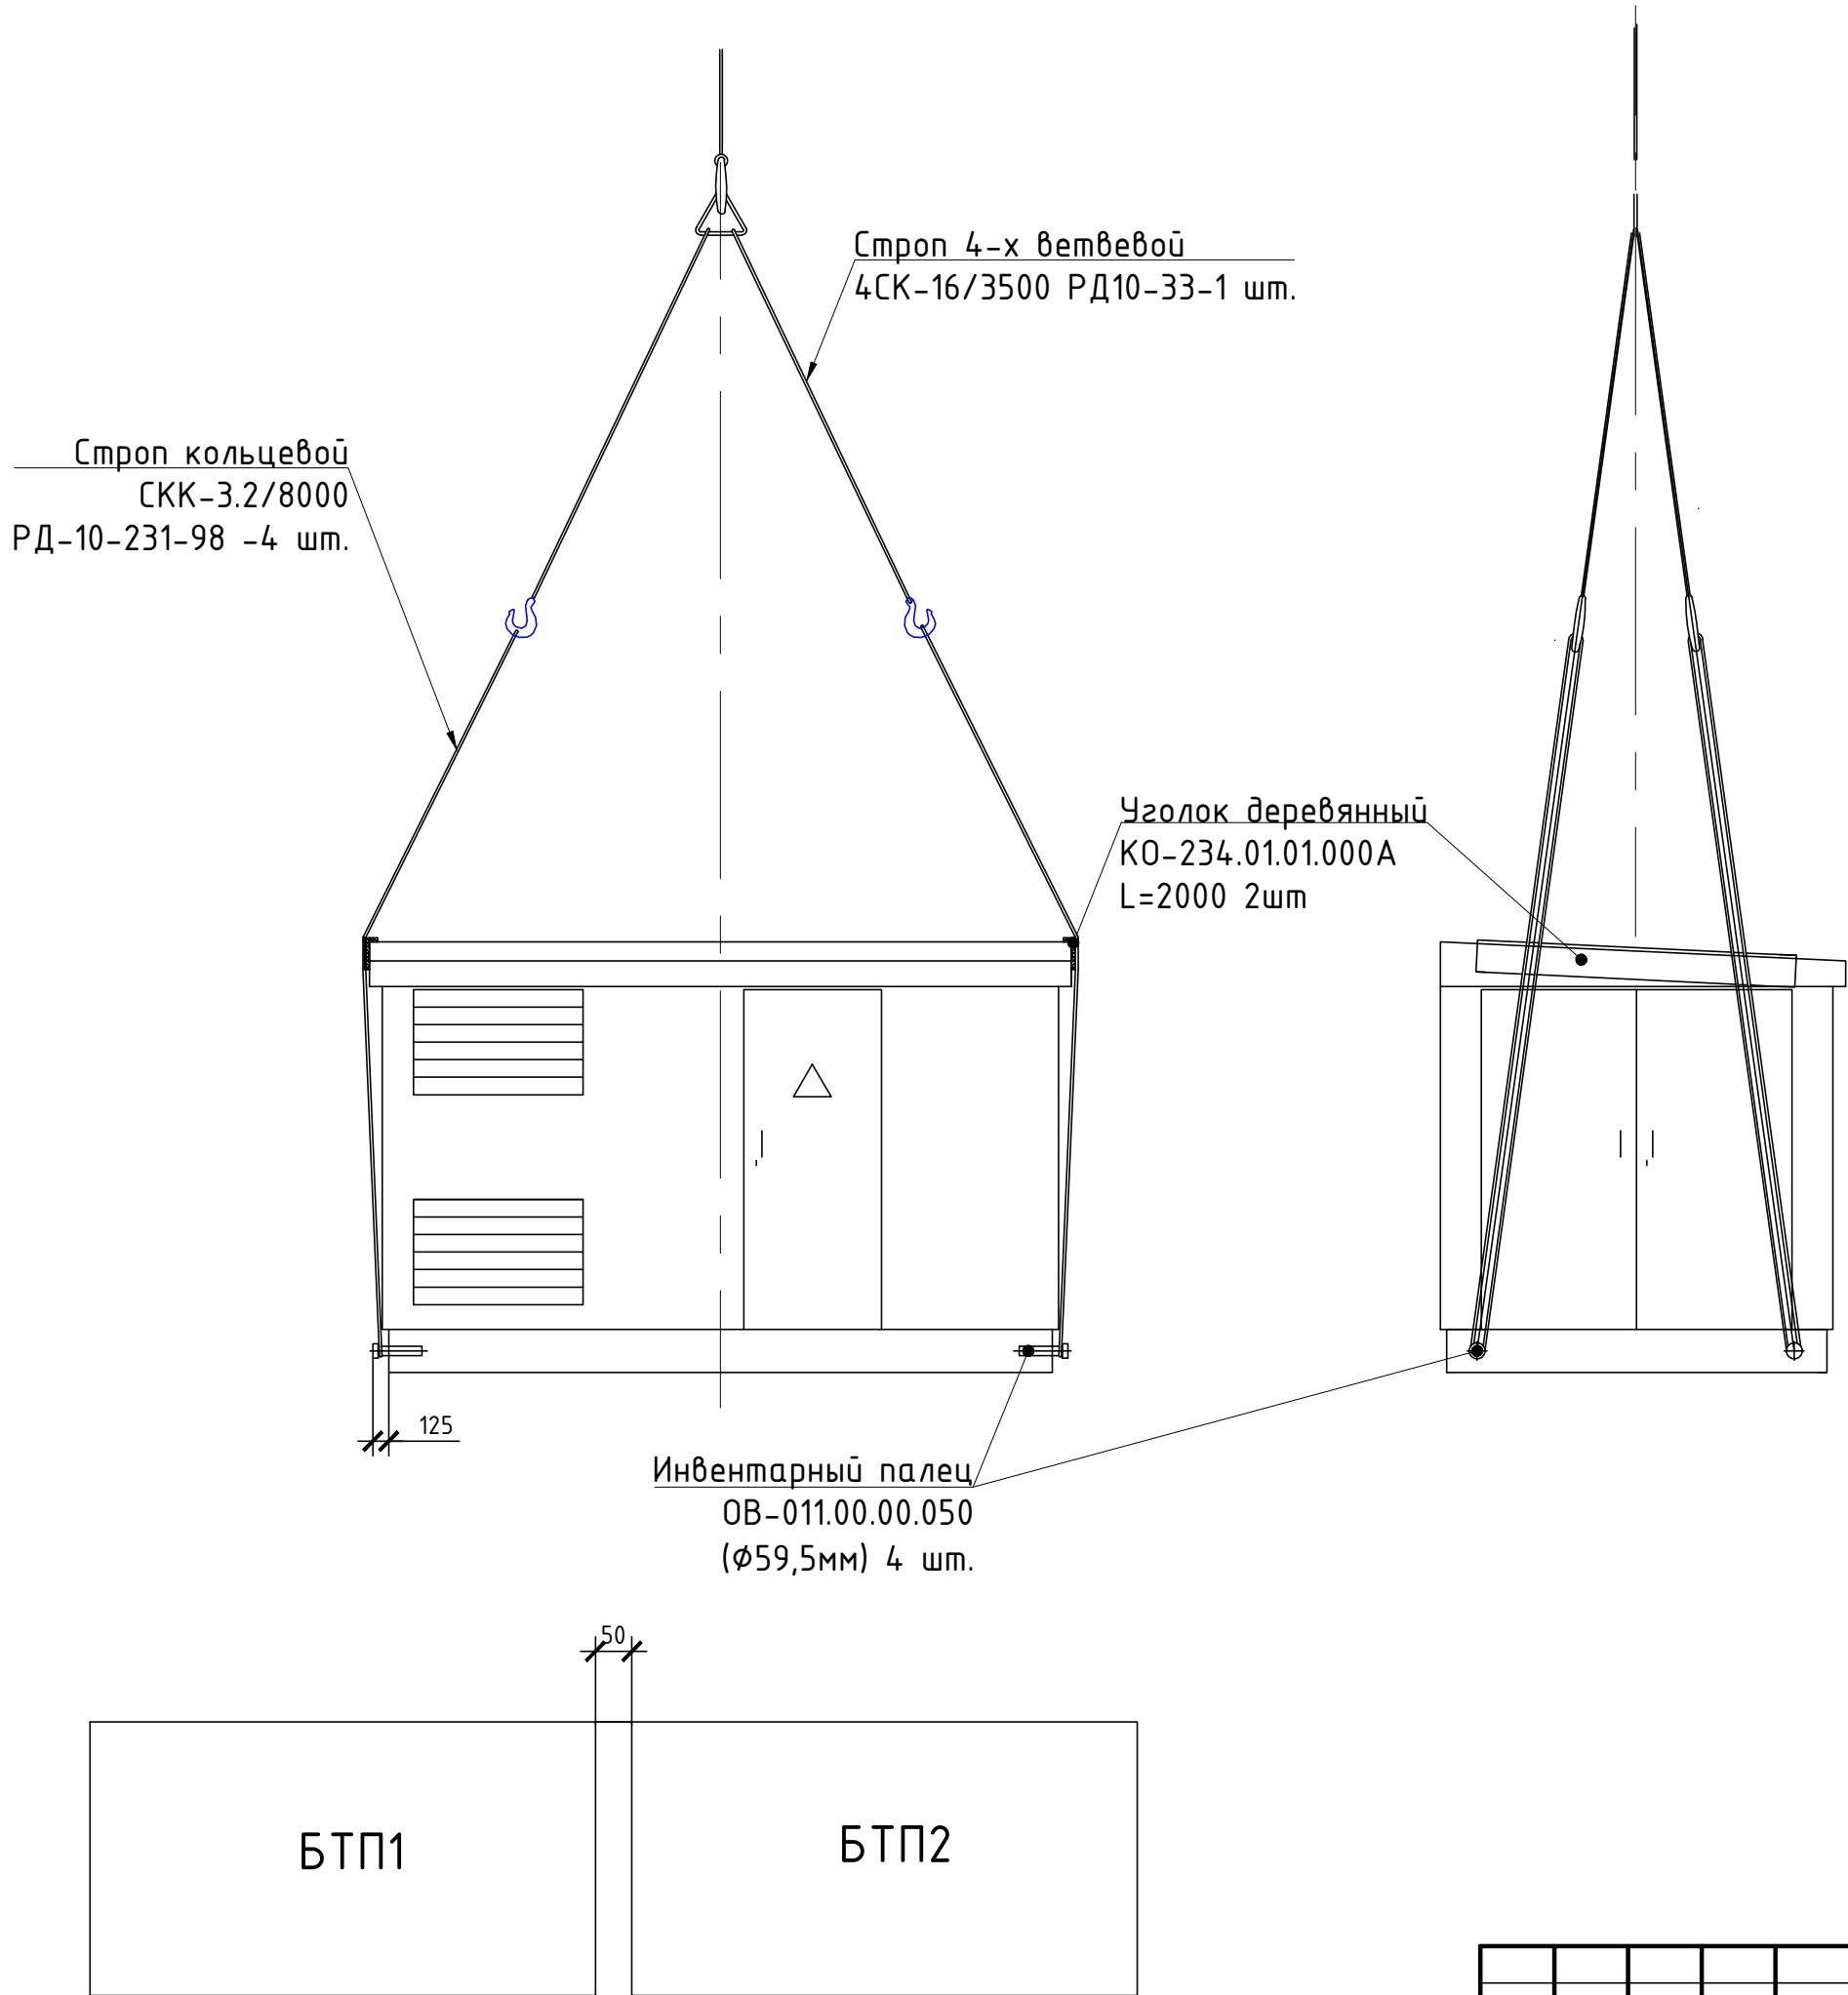 Строп 4-х ветвевой
4СК-16/3500 РД10-33-1 шт.
Строп кольцевой
СКК-3.2/8000
РД-10-231-98 -4 шт.
Уголок деревянный
КО-234.01.01.000А
L=2000 2шт
125
Инвентарный палец
ОВ-011.00.00.050
(Ø59,5мм) 4 шт.
50
БТП1
БТП2